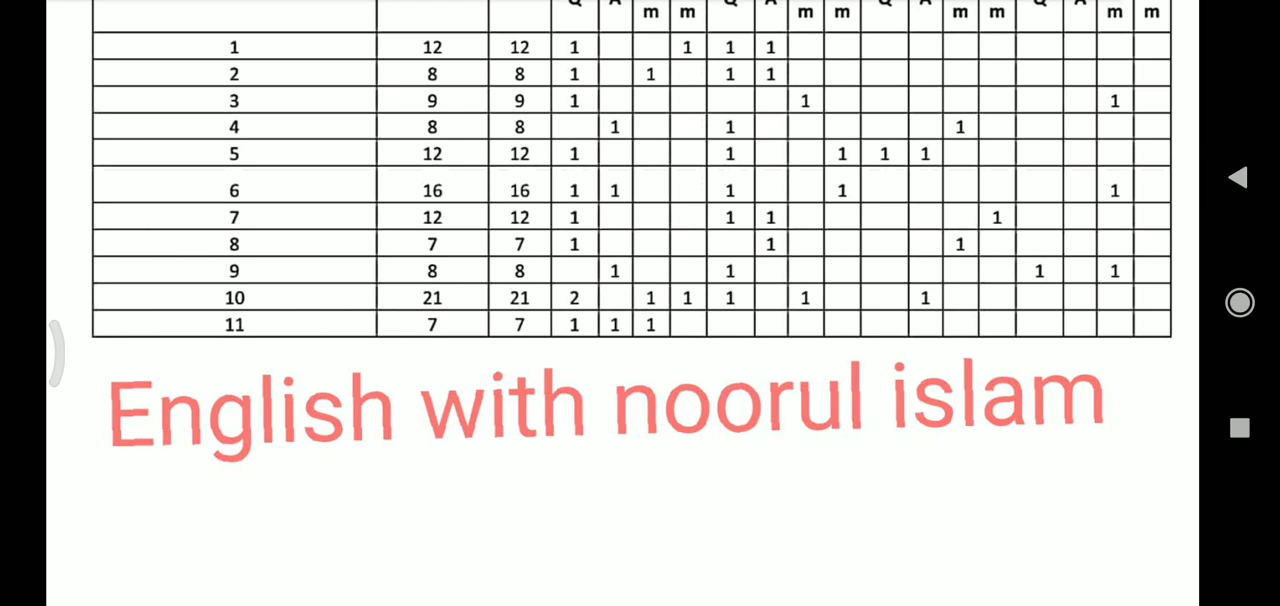 m m m m m m m m
1 12 12 1 1 1 1
2 8 8 1 1 1 1
3 9 9 1 1 1
4 8 8 1 1 1
5 12 12 1 1 1 1 1
6 16 16 1 1 1 1 1
7 12 12 1 1 1 1
8 7 7 1 1 1
9 8 8 1 1 1 1
10 21 21 2 1 1 1 1 1
11 7 7 1 1 1
English with noorul islam